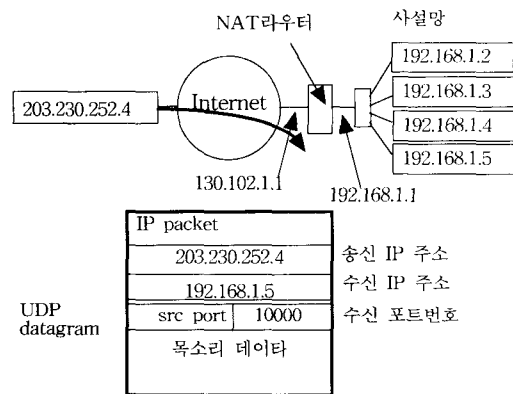 NAT라우터
사설망
192.168.1.2
192.168.1.3
192.168.1.4
192.168.1.5
203.230.252.4
Internet
130.102.1.1
192.168.1.1
IP packet
203.230.252.4
송신 IP 주소
192.168.1.5
수신 IP 주소
UDP
datagram
src port
10000
수신 포트번호
목소리 데이타